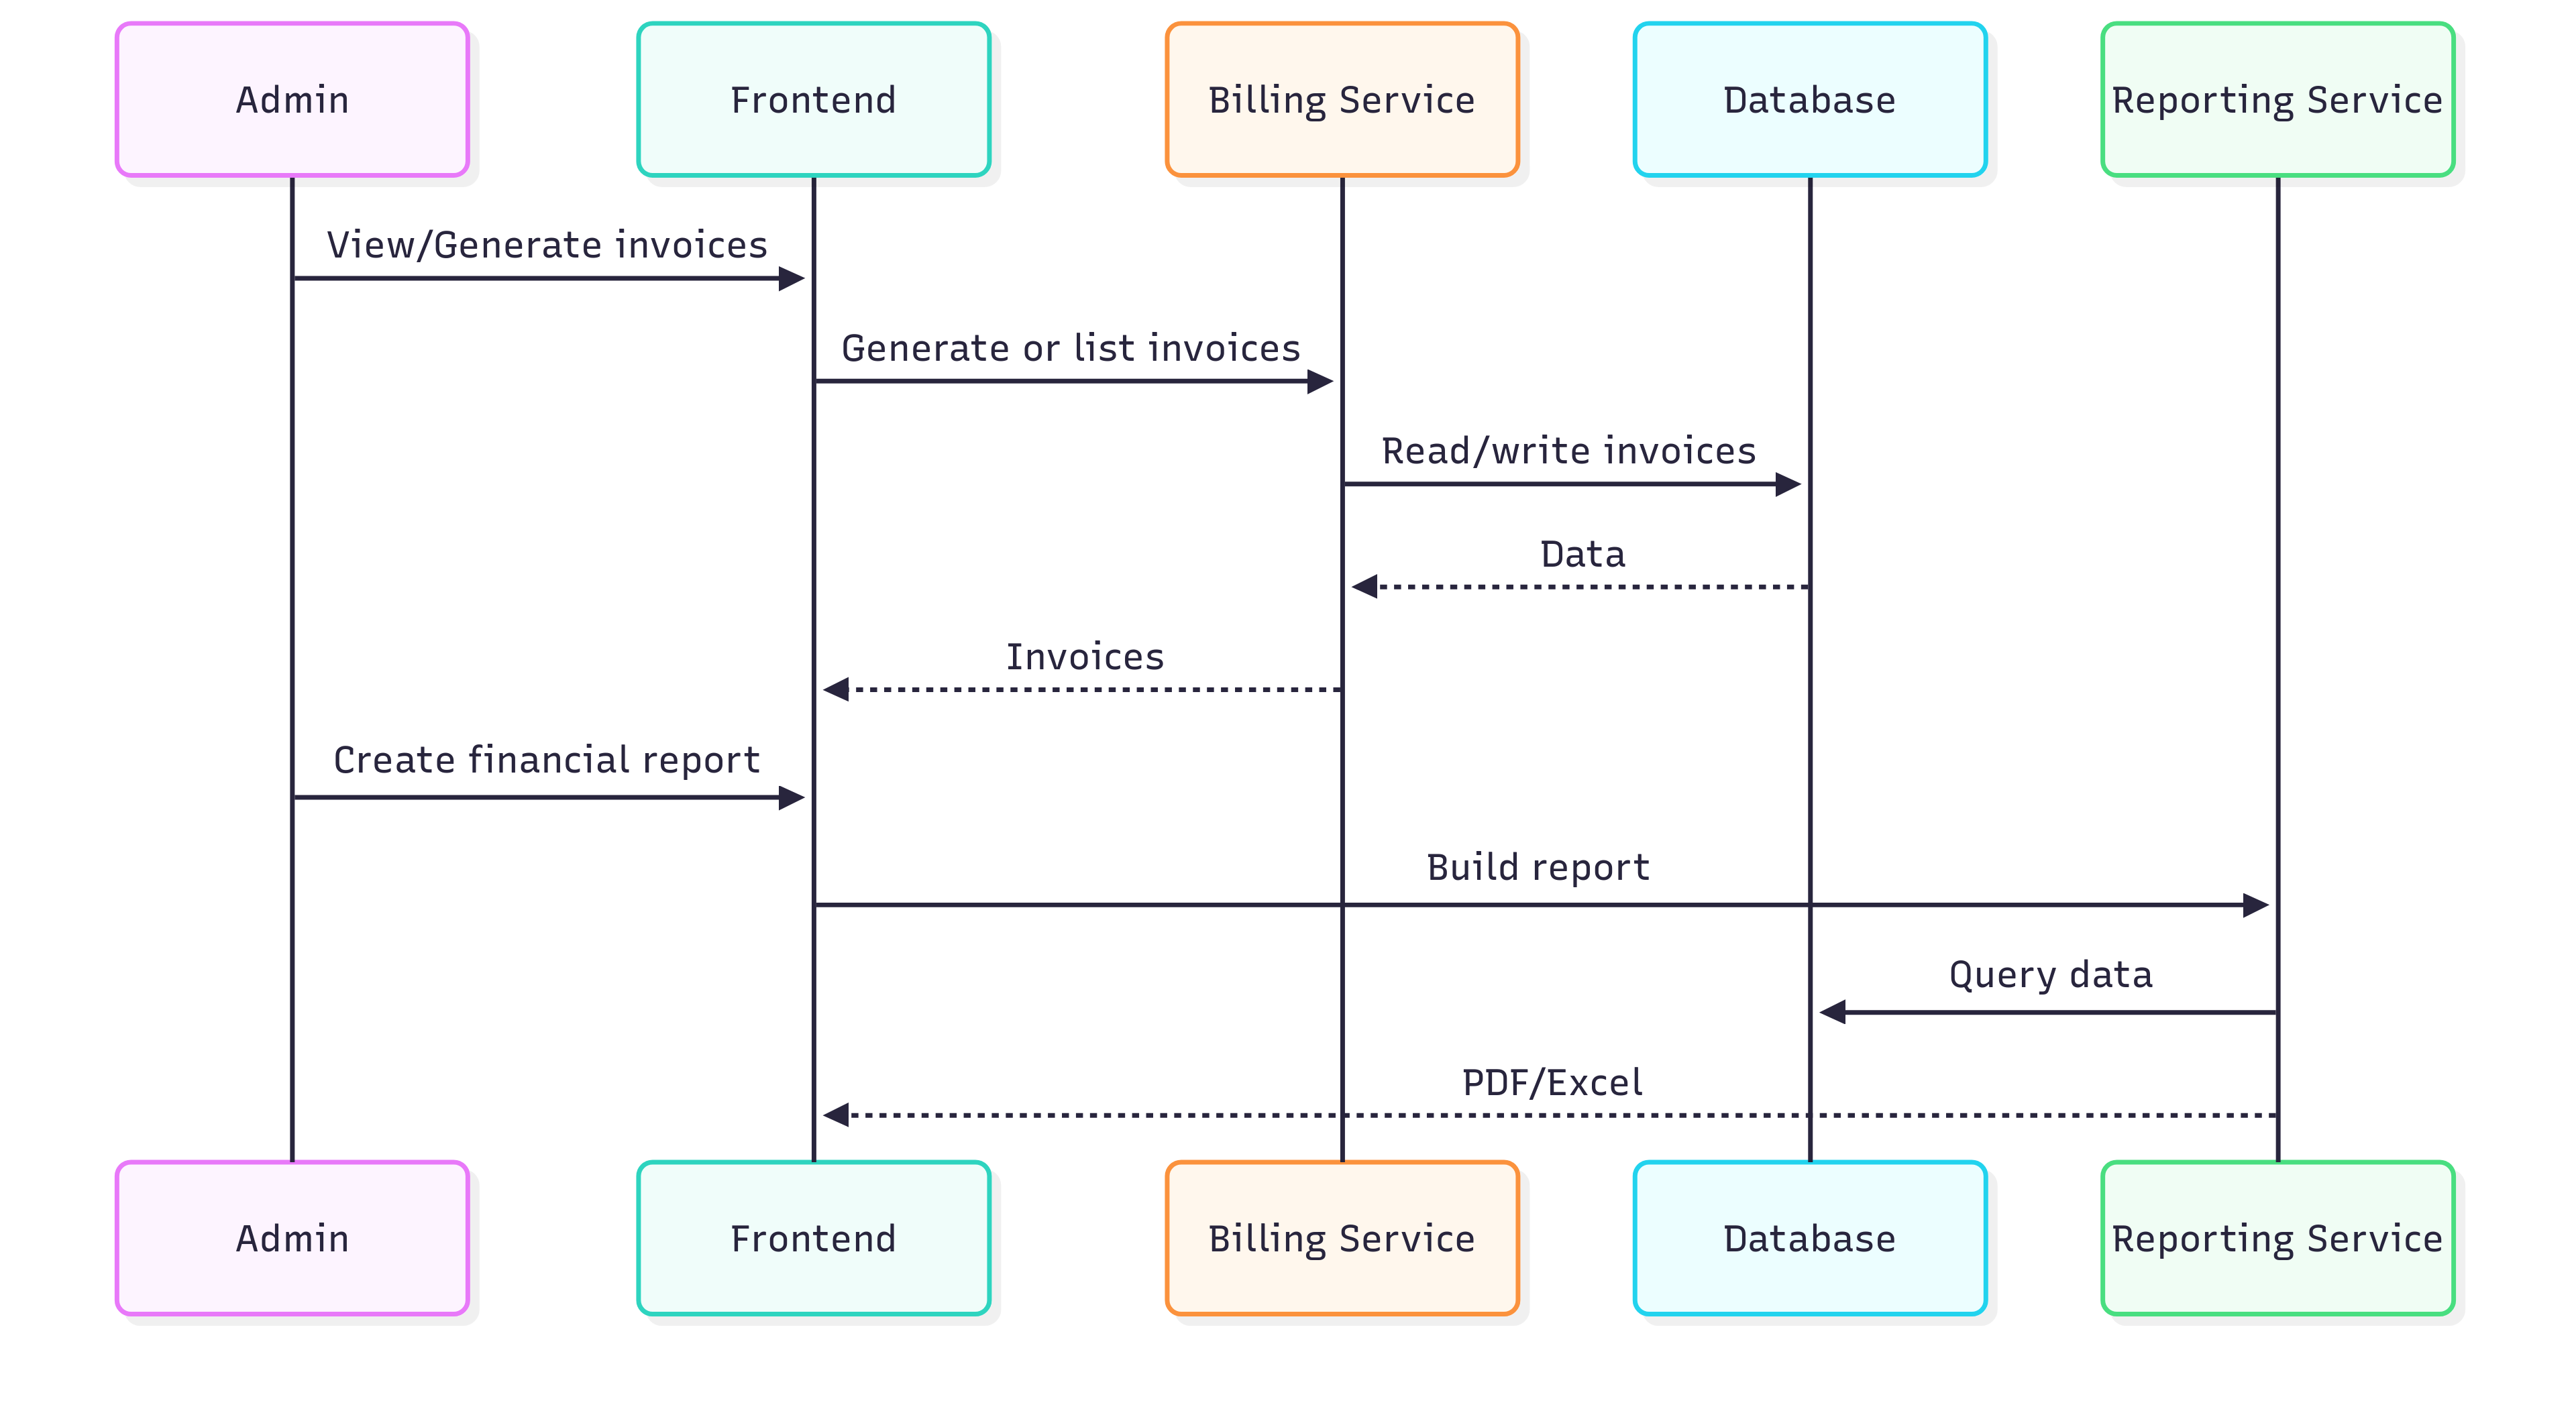 Admin
Frontend
Billing Service
Database
Reporting Service
View/Generate invoices
Generate or list invoices
Read/write invoices
Data
Invoices
Create financial report
Build report
Query data
PDF/Excel
Admin
Frontend
Billing Service
Database
Reporting Service